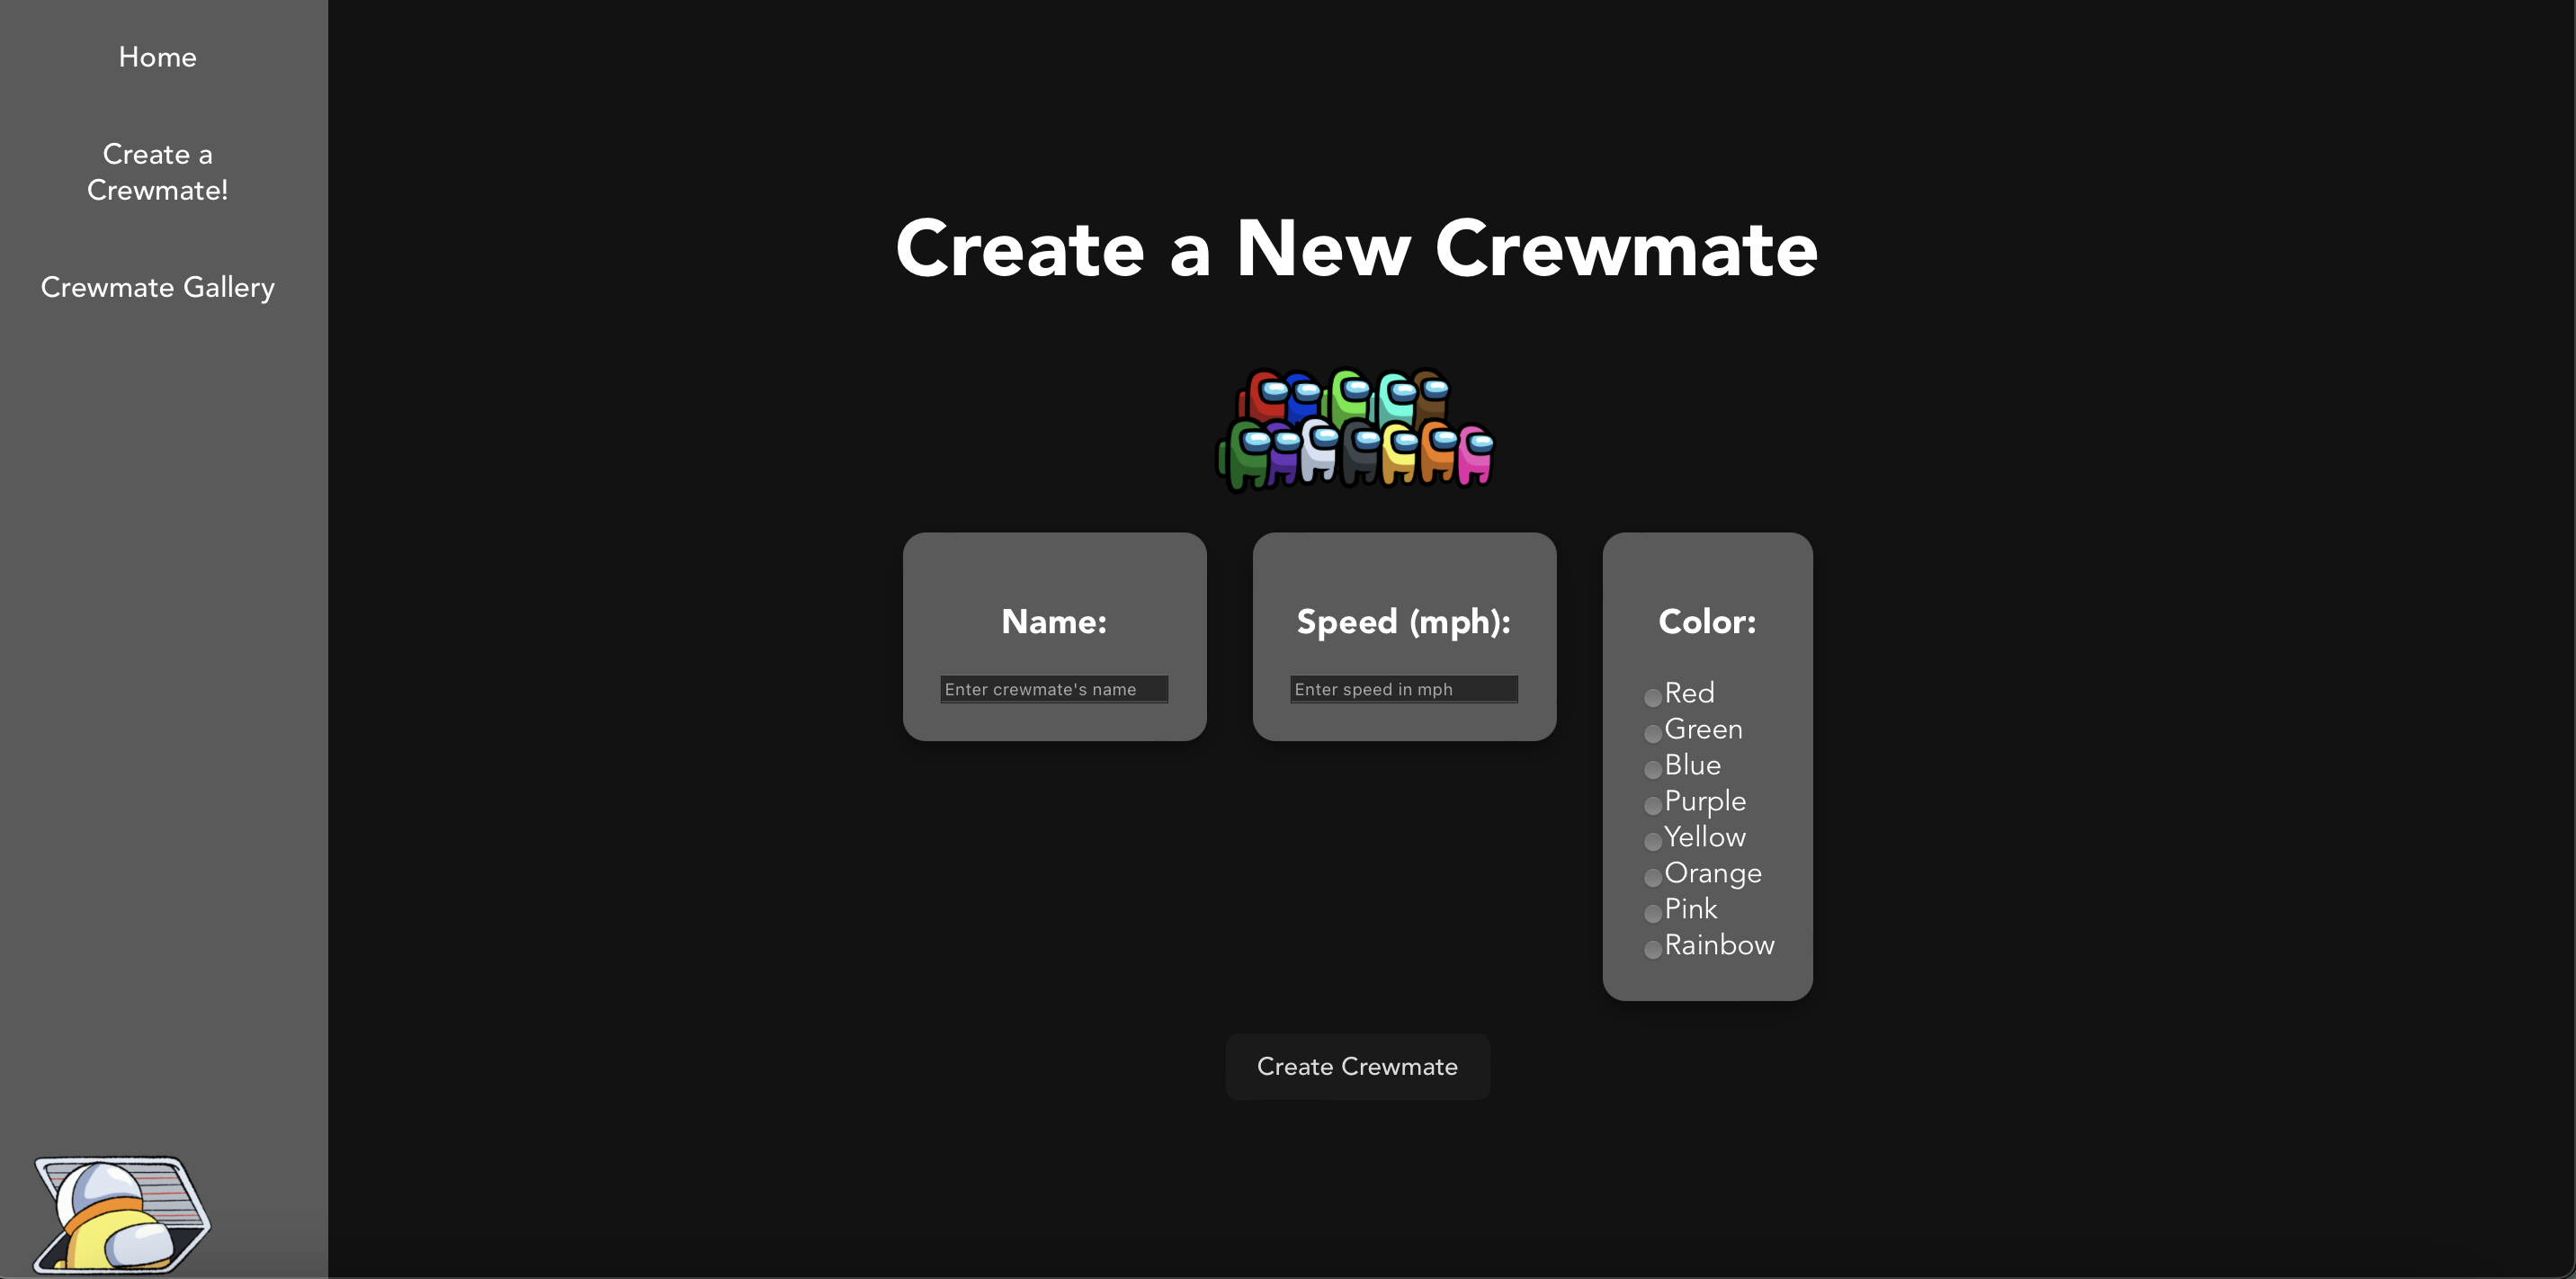 Home
Create a
Crewmate!
Crewmate Gallery
Create a New Crewmate
Name:
Enter crewmate's name
Speed (mph):
Enter speed in mph
Color:
Red
Green
Blue
Purple
Yellow
Orange
Pink
Rainbow
Create Crewmate